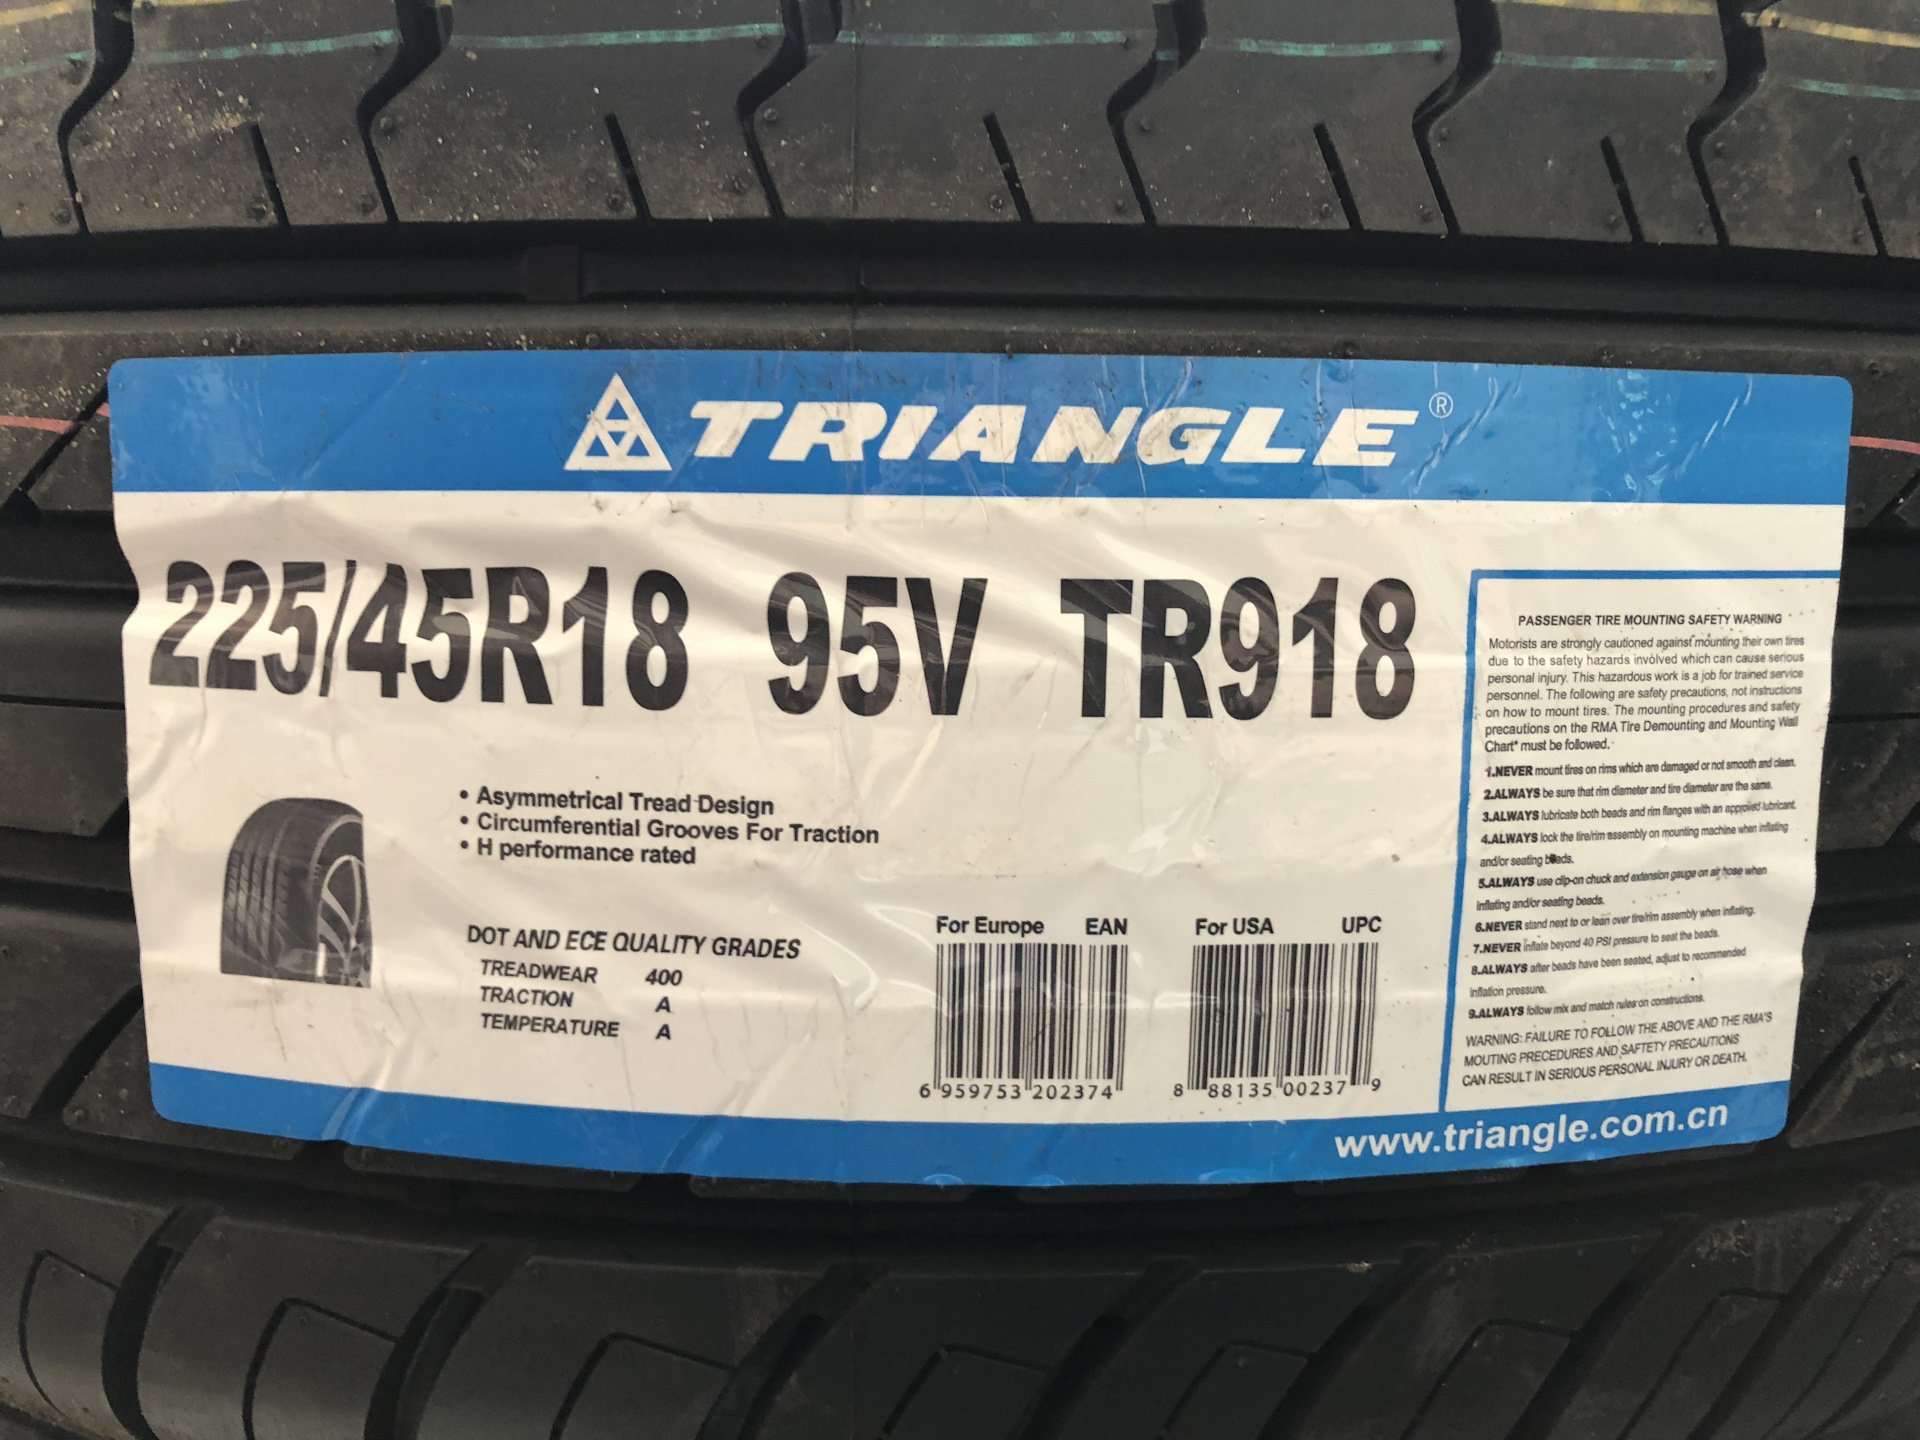 TRIANGLE®
225/45R18 95V TR918
• Asymmetrical Tread Design
• Circumferential Grooves For Traction
• H performance rated
DOT AND ECE QUALITY GRADES
TREADWEAR 400
TRACTION A
TEMPERATURE A
For Europe EAN
6 959753 202374
For USA UPC
8 88135 00237 9
PASSENGER TIRE MOUNTING SAFETY WARNING
Motorists are strongly cautioned against mounting their own tires
due to the safety hazards involved which can cause serious
personal injury. This hazardous work is a job for trained service
personnel. The following are safety precautions, not instructions
on how to mount tires. The mounting procedures and safety
precautions on the RMA Tire Demounting and Mounting Wall
Chart* must be followed.
1.NEVER mount tires on rims which are damaged or not smooth and clean.
2.ALWAYS be sure that rim diameter and tire diameter are the same.
3.ALWAYS lubricate both beads and rim flanges with an approved lubricant.
4.ALWAYS lock the tire/rim assembly on mounting machine when inflating
and/or seating beads.
5.ALWAYS use clip-on chuck and extension gauge on air hose when
inflating and/or seating beads.
6.NEVER stand next to or lean over tire/rim assembly when inflating.
7.NEVER inflate beyond 40 PSI pressure to seat the beads.
8.ALWAYS after beads have been seated, adjust to recommended
inflation pressure.
9.ALWAYS follow mix and match rules on constructions.
WARNING: FAILURE TO FOLLOW THE ABOVE AND THE RMA'S
MOUTING PRECEDURES AND SAFTETY PRECAUTIONS
CAN RESULT IN SERIOUS PERSONAL INJURY OR DEATH.
www.triangle.com.cn